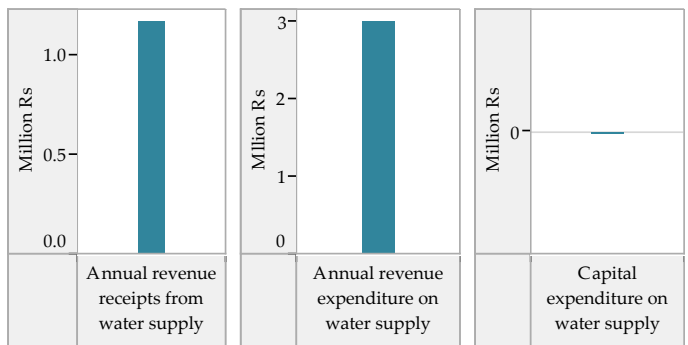 Million Rs
1.0
0.5
0.0
Annual revenue
receipts from
water supply
Mllion Rs
3
2
1
0
Annual revenue
expenditure on
water supply
Million Rs
0
Capital
expenditure on
water supply